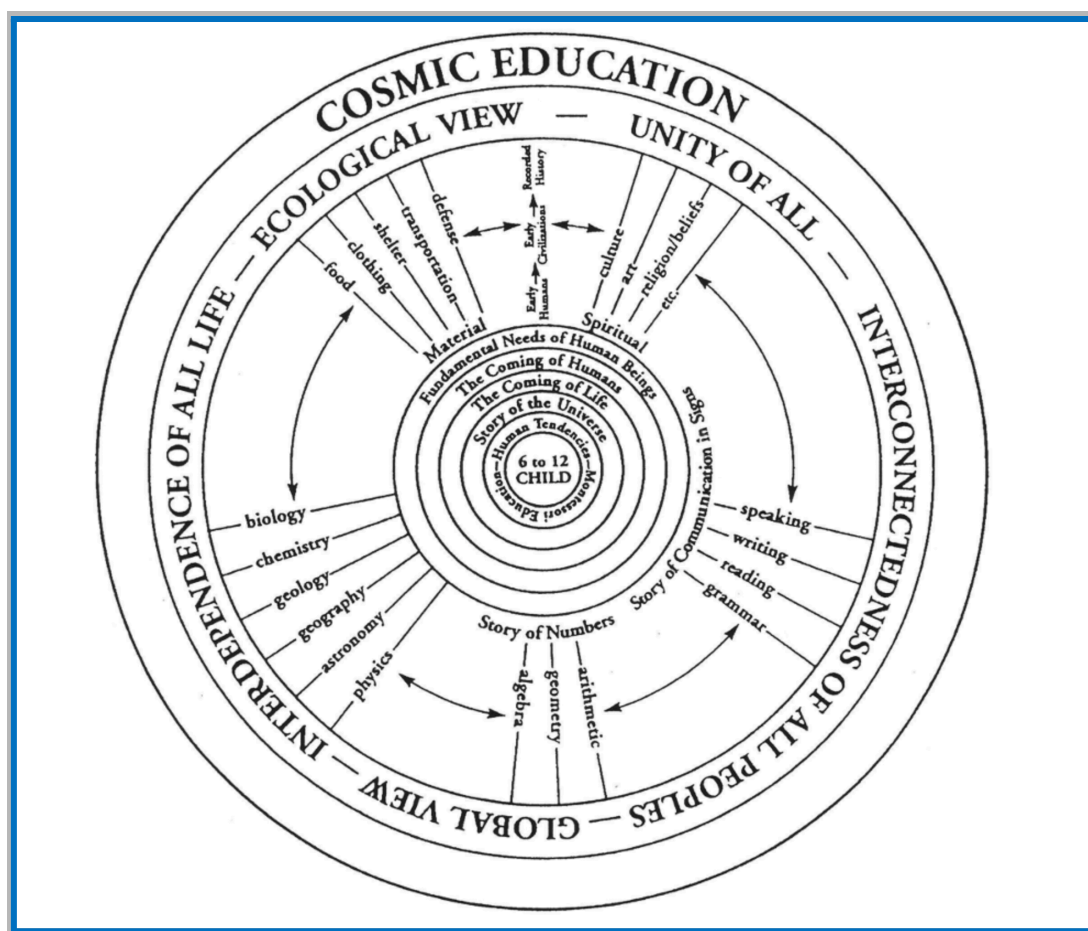 COSMIC EDUCATION
ECOLOGICAL VIEW — UNITY OF ALL — INTERCONNECTEDNESS OF ALL PEOPLES — GLOBAL VIEW — INTERDEPENDENCE OF ALL LIFE —
food
clothing
shelter
transportation
defense
Material
Recorded
History
Early
Civilizations
Early
Humans
culture
art
religion/beliefs
etc.
Spiritual
Fundamental Needs of Human Beings
The Coming of Humans
The Coming of Life
Story of the Universe
Human Tendencies—Montessori Education—
6 to 12
CHILD
Story of Communication in Signs
speaking
writing
reading
grammar
Story of Numbers
arithmetic
geometry
algebra
physics
astronomy
geography
geology
chemistry
biology